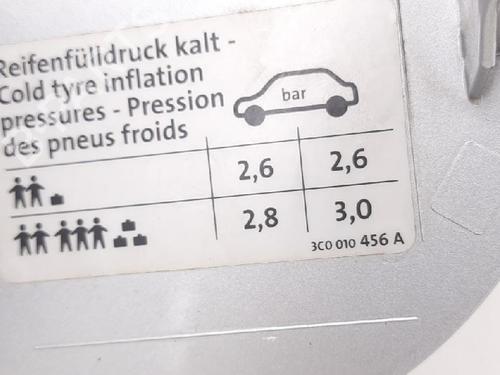 Reifenfülldruck kalt -
Cold tyre inflation
pressures - Pression
des pneus froids
bar
2,6 2,6
2,8 3,0
3C0 010 456 A